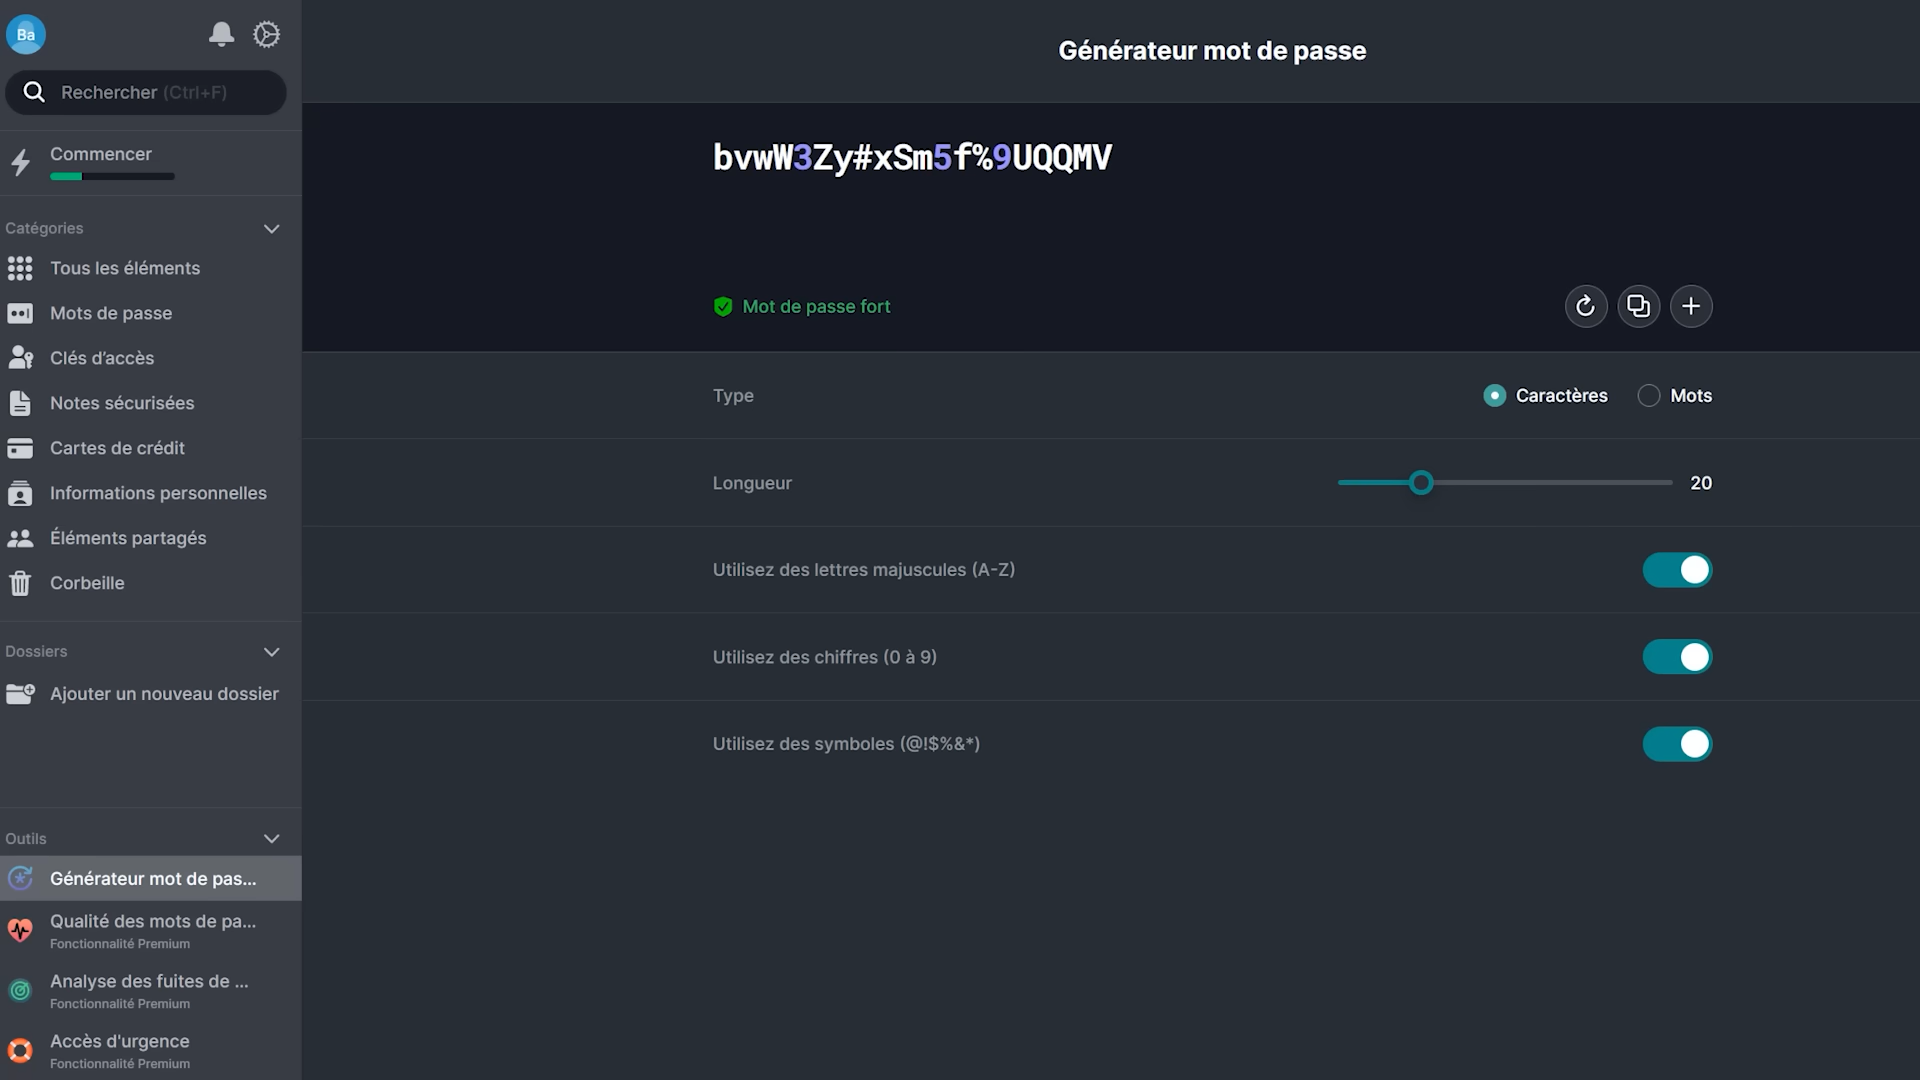 Ba
Rechercher (Ctrl+F)
Commencer
Catégories
Tous les éléments
Mots de passe
Clés d’accès
Notes sécurisées
Cartes de crédit
Informations personnelles
Éléments partagés
Corbeille
Dossiers
Ajouter un nouveau dossier
Outils
Générateur mot de pas...
Qualité des mots de pa...
Fonctionnalité Premium
Analyse des fuites de ...
Fonctionnalité Premium
Accès d'urgence
Fonctionnalité Premium
Générateur mot de passe
bvwW3Zy#xSm5f%9UQQMV
Mot de passe fort
Type
Caractères
Mots
Longueur
20
Utilisez des lettres majuscules (A-Z)
Utilisez des chiffres (0 à 9)
Utilisez des symboles (@!$%&*)